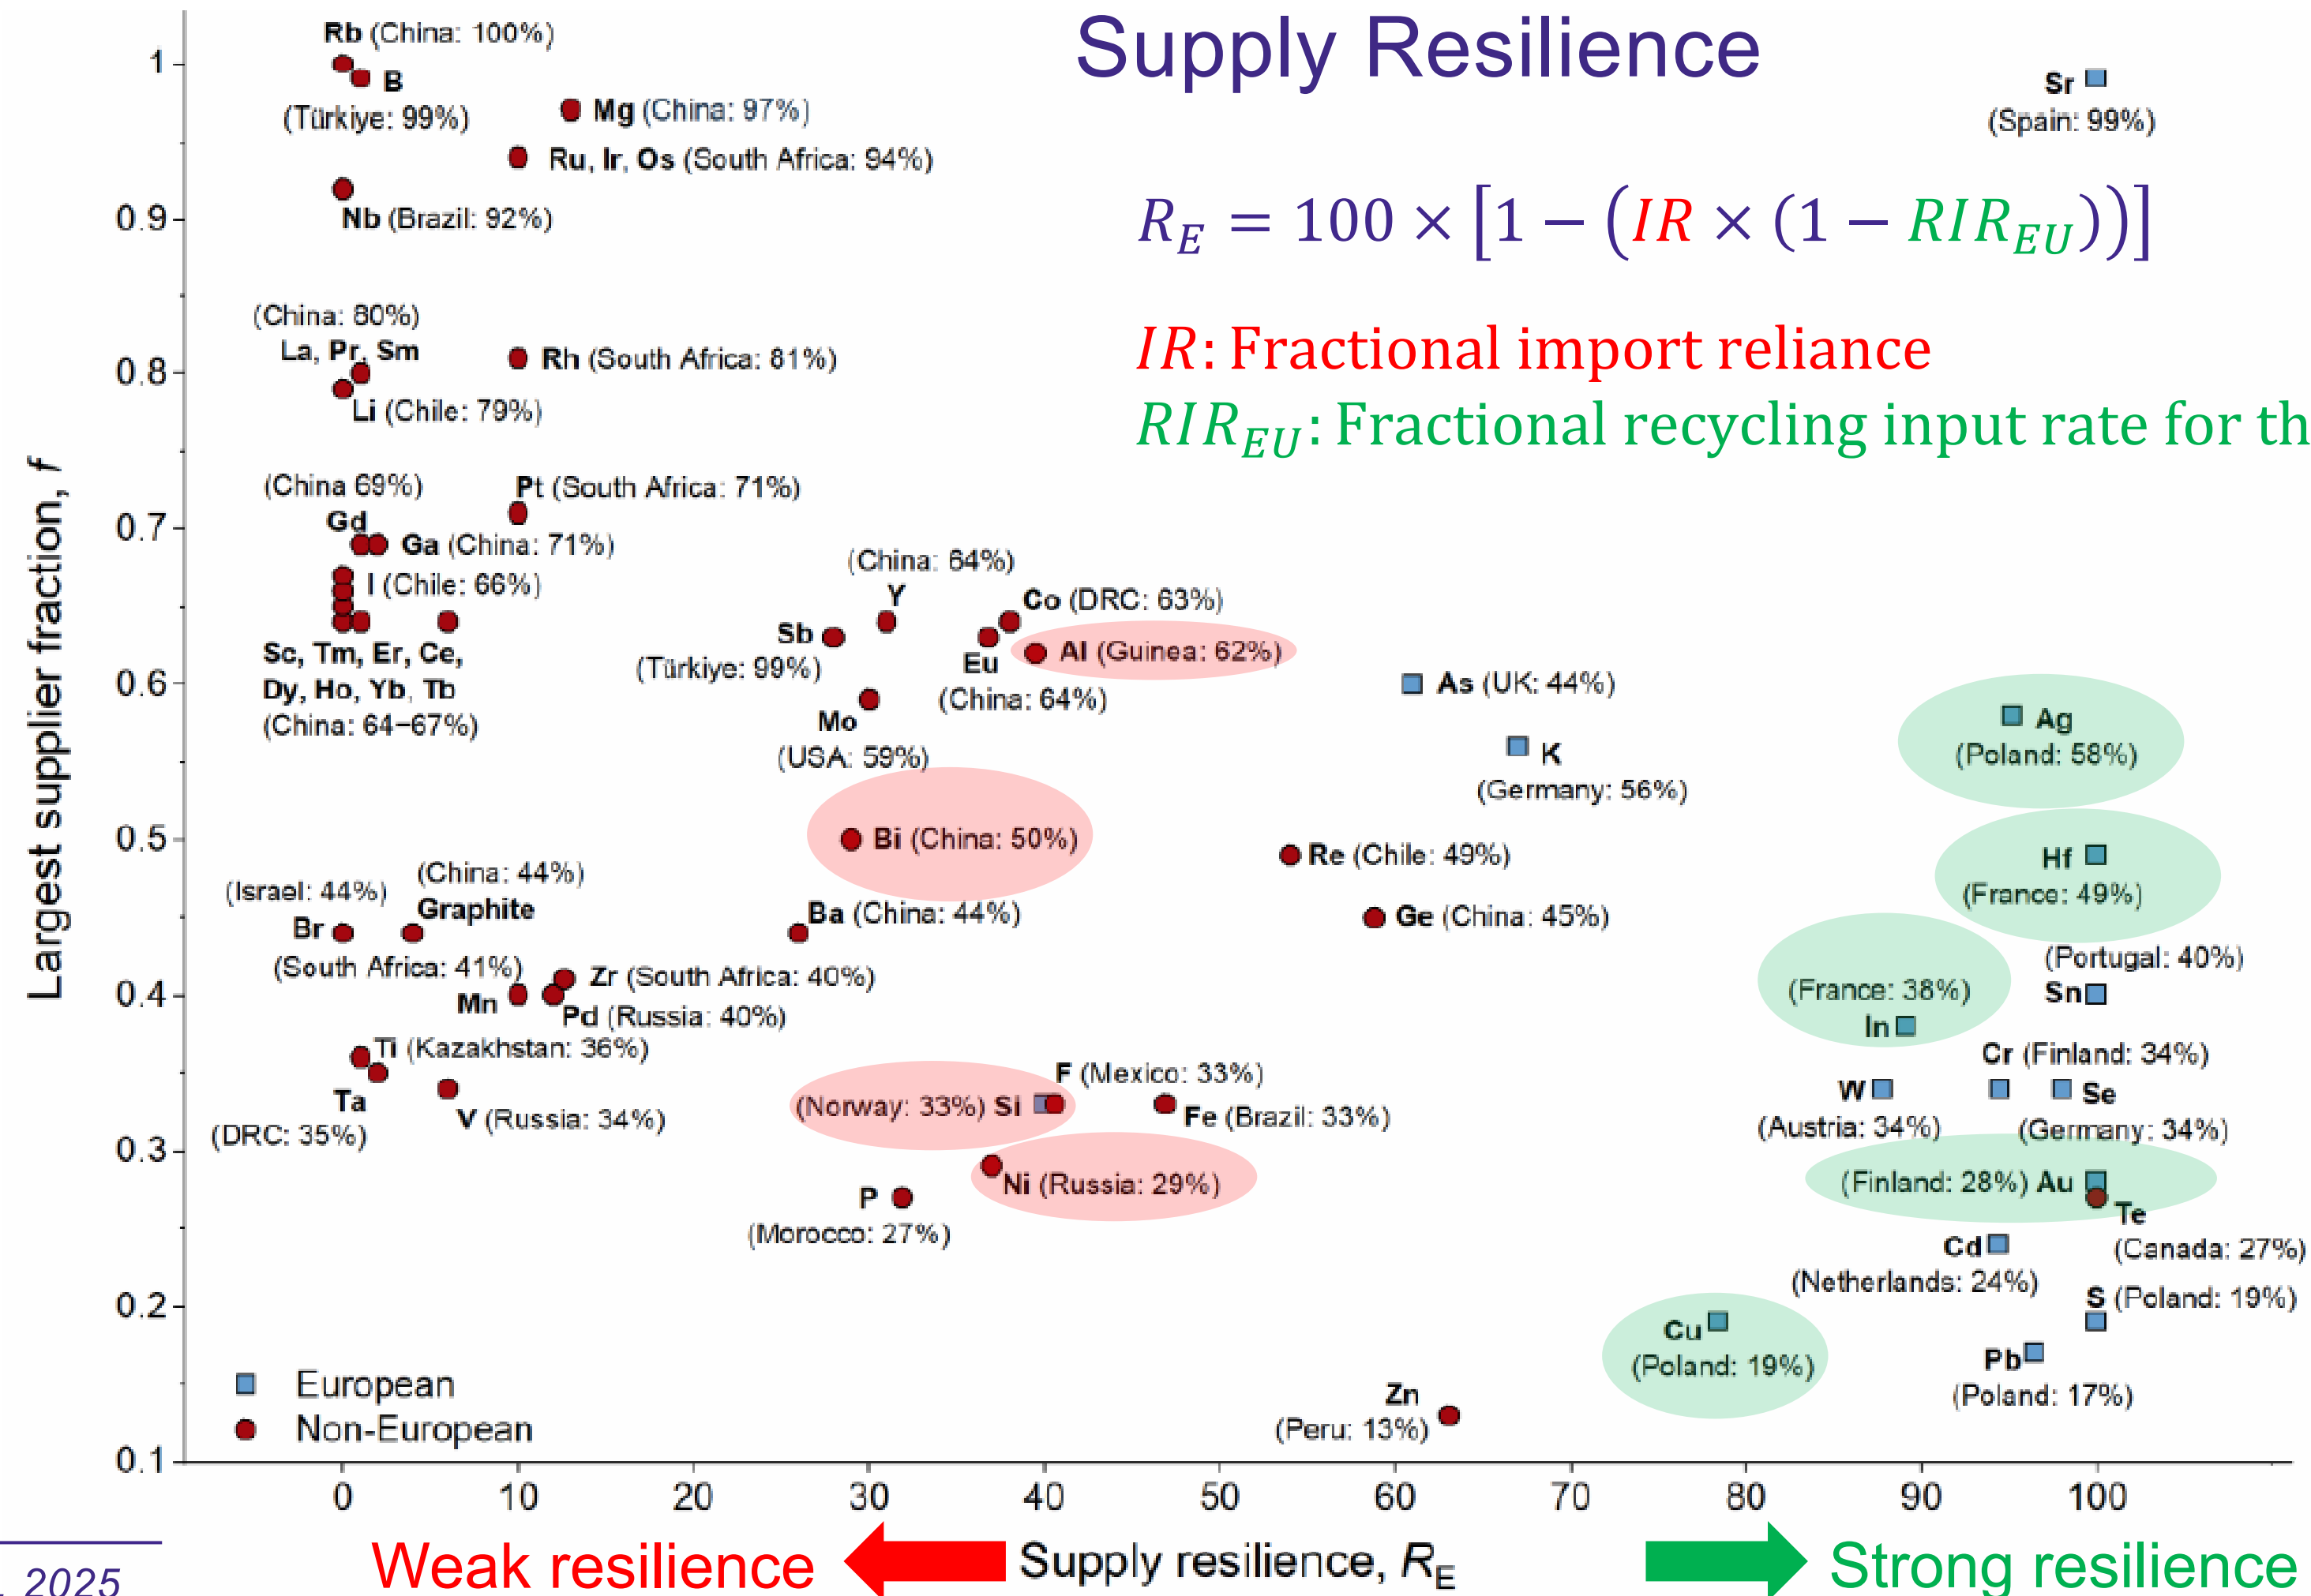 Supply Resilience
R_E = 100 × [1 − (IR × (1 − RIR_EU))]
IR: Fractional import reliance
RIR_EU: Fractional recycling input rate for th
Largest supplier fraction, f
1
0.9
0.8
0.7
0.6
0.5
0.4
0.3
0.2
0.1
Rb (China: 100%)
B
(Türkiye: 99%)
Mg (China: 97%)
Ru, Ir, Os (South Africa: 94%)
Nb (Brazil: 92%)
Sr
(Spain: 99%)
(China: 80%)
La, Pr, Sm
Rh (South Africa: 81%)
Li (Chile: 79%)
(China 69%)
Gd
Pt (South Africa: 71%)
Ga (China: 71%)
I (Chile: 66%)
Sc, Tm, Er, Ce,
Dy, Ho, Yb, Tb
(China: 64–67%)
(China: 64%)
Y
Co (DRC: 63%)
Sb
(Türkiye: 99%)
Eu
(China: 64%)
Al (Guinea: 62%)
Mo
(USA: 59%)
As (UK: 44%)
K
(Germany: 56%)
Ag
(Poland: 58%)
Bi (China: 50%)
Re (Chile: 49%)
Hf
(France: 49%)
(Israel: 44%)
Br
(China: 44%)
Graphite
Ba (China: 44%)
Ge (China: 45%)
(South Africa: 41%)
Mn
Zr (South Africa: 40%)
Pd (Russia: 40%)
(France: 38%)
In
(Portugal: 40%)
Sn
Ti (Kazakhstan: 36%)
Ta
(DRC: 35%)
V (Russia: 34%)
(Norway: 33%) Si
F (Mexico: 33%)
Fe (Brazil: 33%)
Cr (Finland: 34%)
W
(Austria: 34%)
Se
(Germany: 34%)
Ni (Russia: 29%)
P
(Morocco: 27%)
(Finland: 28%) Au
Te
(Canada: 27%)
Cd
(Netherlands: 24%)
S (Poland: 19%)
Cu
(Poland: 19%)
Pb
(Poland: 17%)
Zn
(Peru: 13%)
European
Non-European
0 10 20 30 40 50 60 70 80 90 100
Weak resilience
Supply resilience, R_E
Strong resilience
. 2025